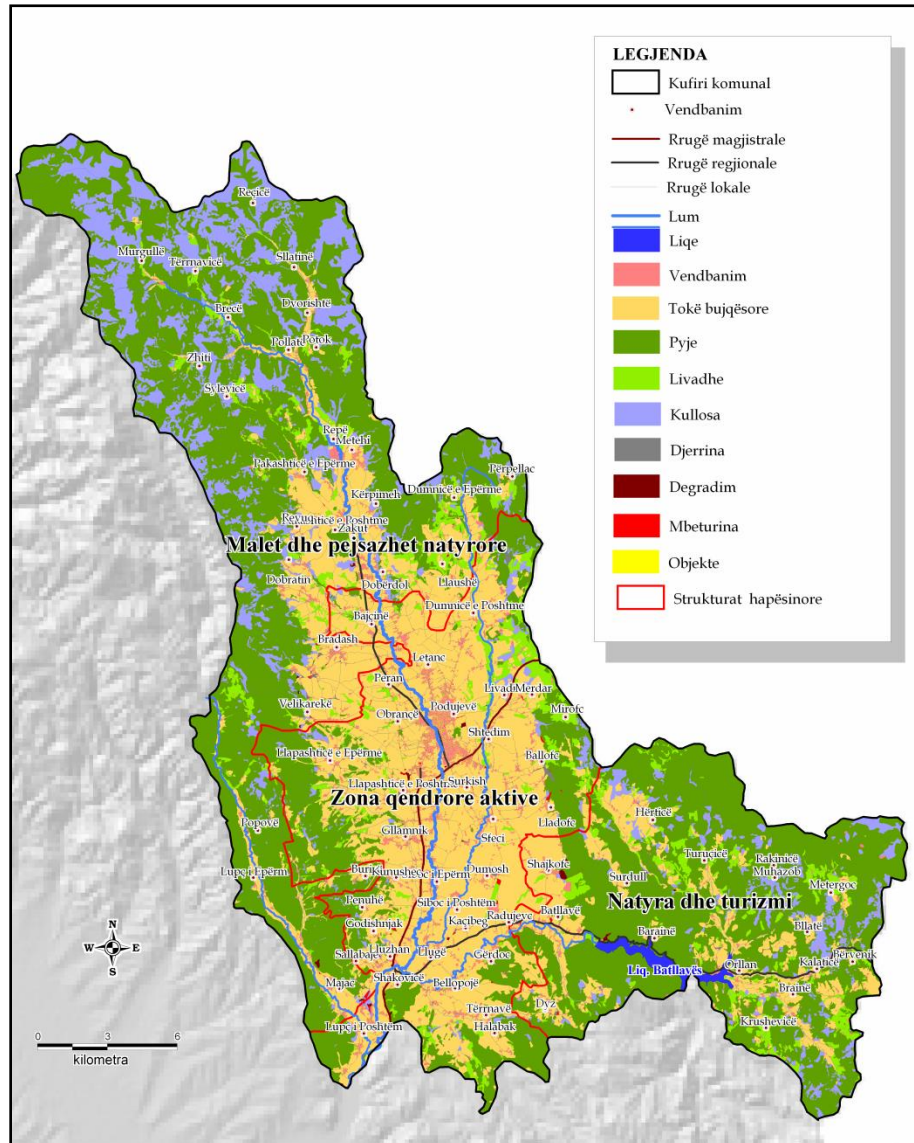 LEGJENDA
Kufiri komunal
Vendbanim
Rrugë magjistrale
Rrugë regjionale
Rrugë lokale
Lum
Liqe
Vendbanim
Tokë bujqësore
Pyje
Livadhe
Kullosa
Djerrina
Degradim
Mbeturina
Objekte
Strukturat hapësinore
Reçicë
Murgullë
Tërrnavicë
Sllatinë
Brecë
Dvorishtë
Pollatë
Potok
Zhiti
Sylevicë
Repë
Metehi
Pakashticë e Epërme
Përpellac
Dumnicë e Epërme
Kërpimeh
Zakut
Malet dhe pejsazhet natyrore
Dobratin
Dobërdol
Llaushë
Dumnicë e Poshtme
Bajçinë
Bradash
Letanc
Peran
Livadi
Merdar
Velikarekë
Obrançë
Podujevë
Mirofc
Shtedim
Llapashticë e Epërme
Ballofc
Llapashticë e Poshtme
Surkish
Zona qendrore aktive
Lladofc
Popovë
Gllamnik
Sfeci
Hërticë
Lupç i Epërm
Dumosh
Shajkofc
Turuçicë
Rakinicë
Muhazob
Surdull
Metergoc
Penuhë
Siboc i Poshtëm
Natyra dhe turizmi
Godishnjak
Kaçibeg
Radujevc
Batllavë
Bllatë
Barainë
Sallabajë
Lluzhan
Llugë
Gërdoc
Liq. Batllavës
Orllan
Kalaticë
Bërvenik
Majac
Shakovicë
Bellopojë
Brainë
Dyz
Tërrnavë
Lupç i Poshtëm
Halabak
Krushevicë
N
W
E
S
0
3
6
kilometra